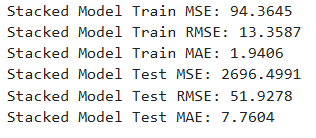 Stacked Model Train MSE: 94.3645
Stacked Model Train RMSE: 13.3587
Stacked Model Train MAE: 1.9406
Stacked Model Test MSE: 2696.4991
Stacked Model Test RMSE: 51.9278
Stacked Model Test MAE: 7.7604